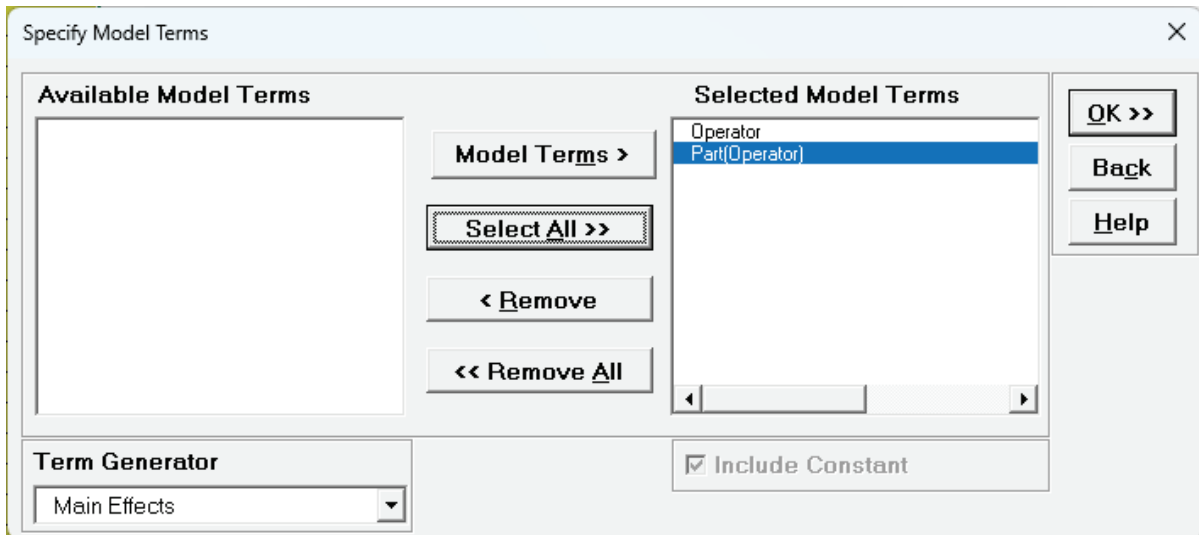 Specify Model Terms
Available Model Terms
Selected Model Terms
Operator
Part(Operator)
Model Terms >
Select All >>
< Remove
<< Remove All
OK >>
Back
Help
Term Generator
Main Effects
Include Constant